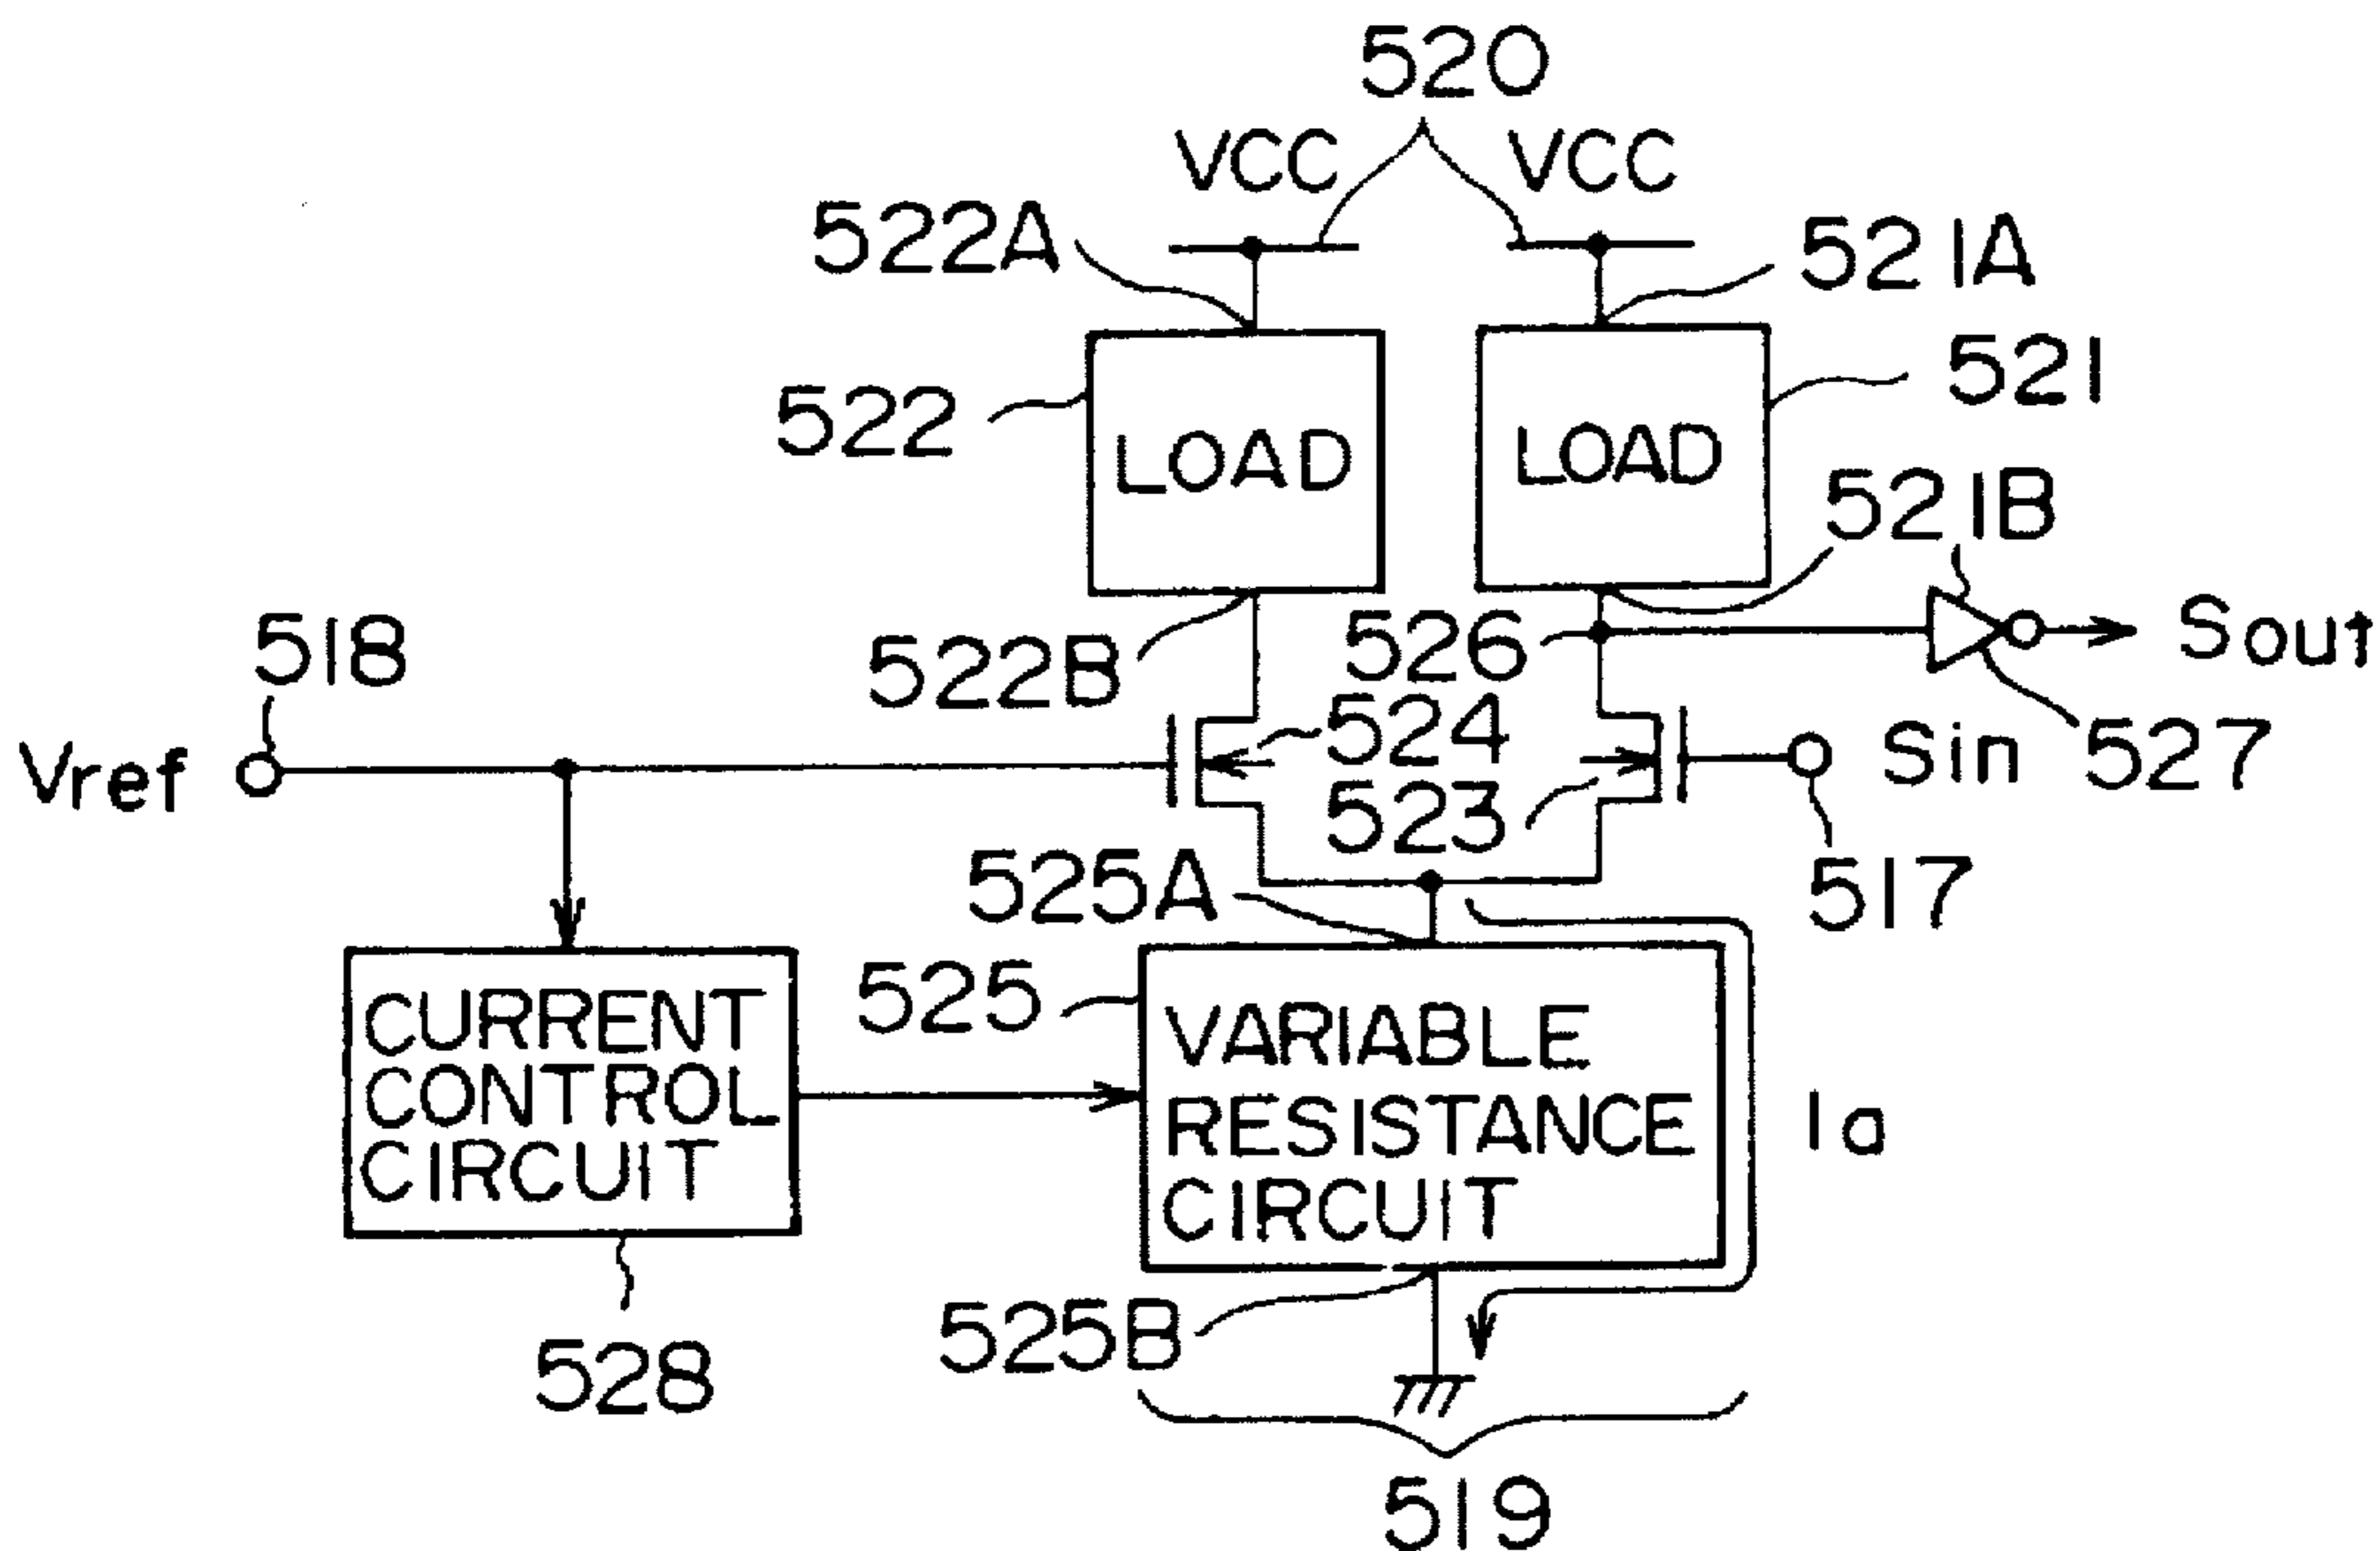 520
VCC VCC
522A
521A
522
LOAD
LOAD
521
521B
518
522B
526
Sout
Vref
524
523
Sin
527
525A
517
CURRENT
CONTROL
CIRCUIT
525
VARIABLE
RESISTANCE
CIRCUIT
Ia
528
525B
519